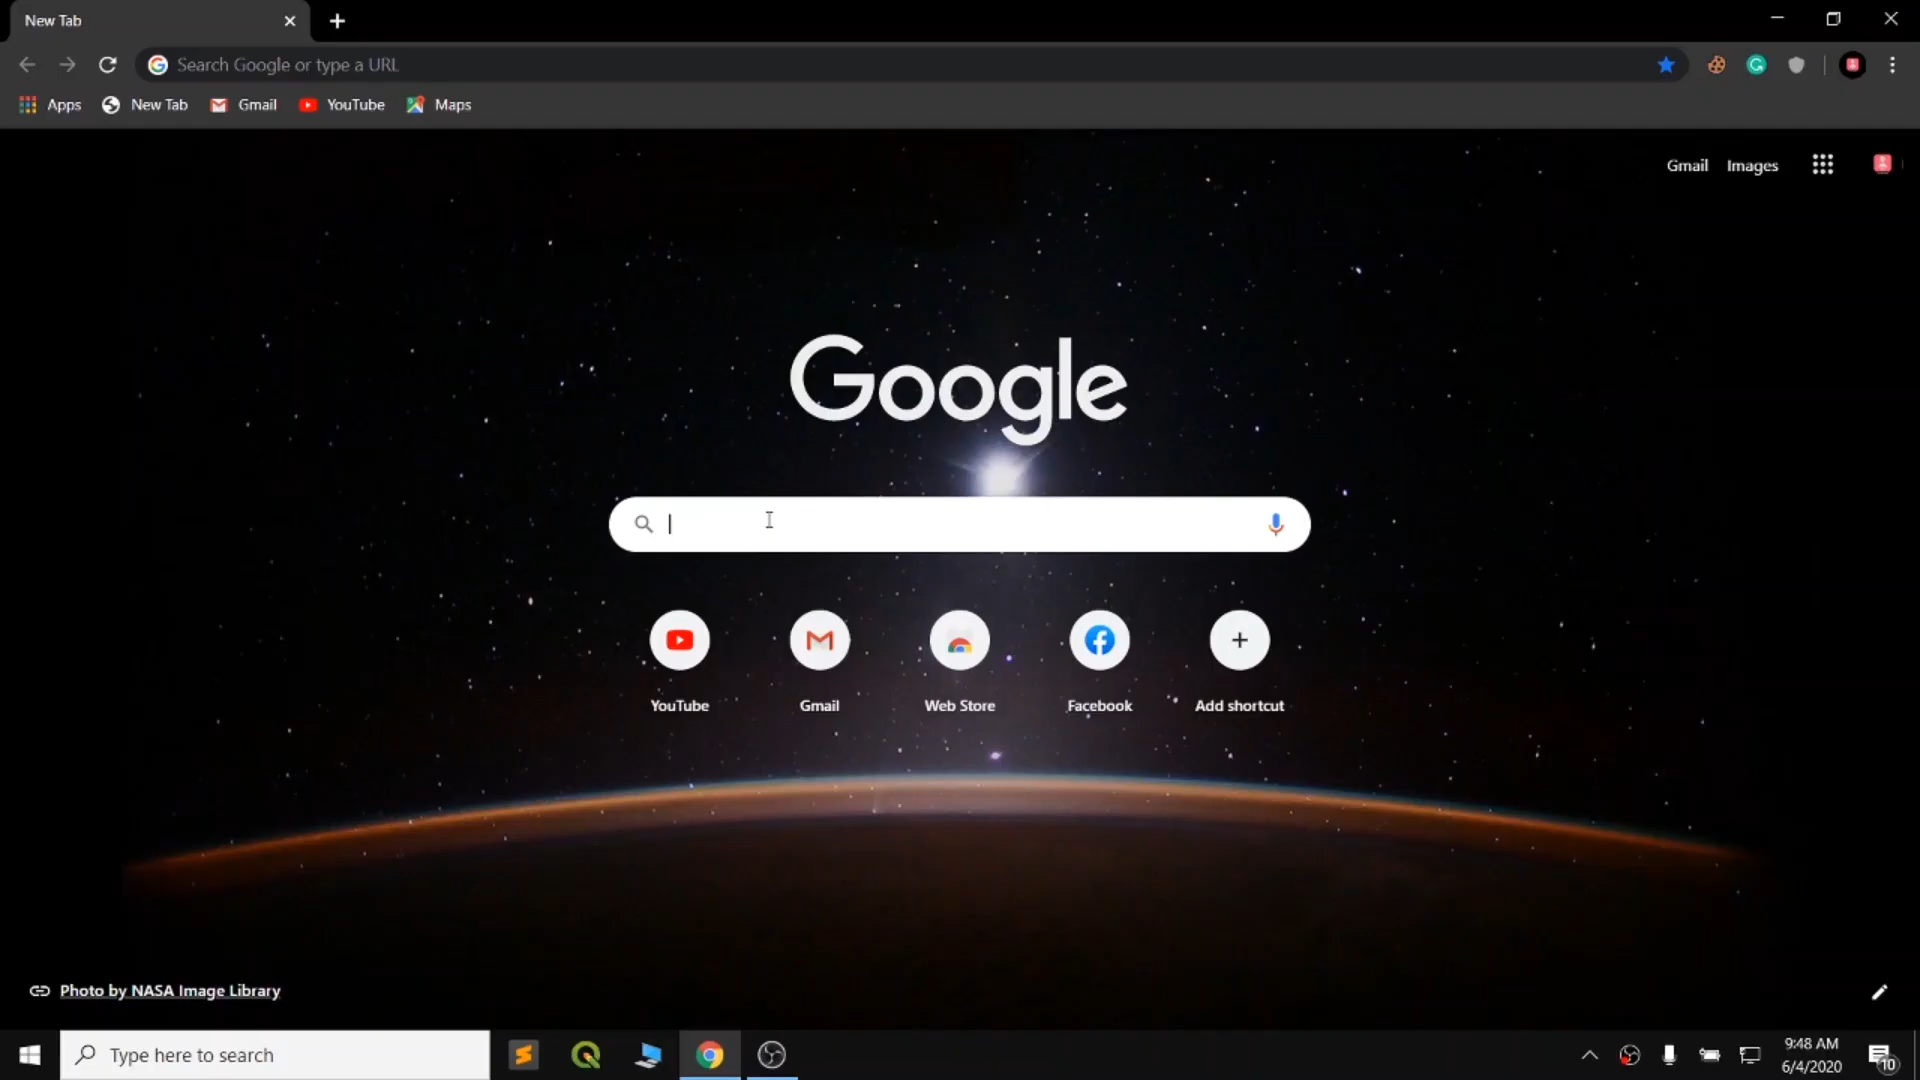 New Tab
Search Google or type a URL
Apps New Tab Gmail YouTube Maps
Gmail Images
Google
YouTube Gmail Web Store Facebook Add shortcut
Photo by NASA Image Library
Type here to search
9:48 AM
6/4/2020
10